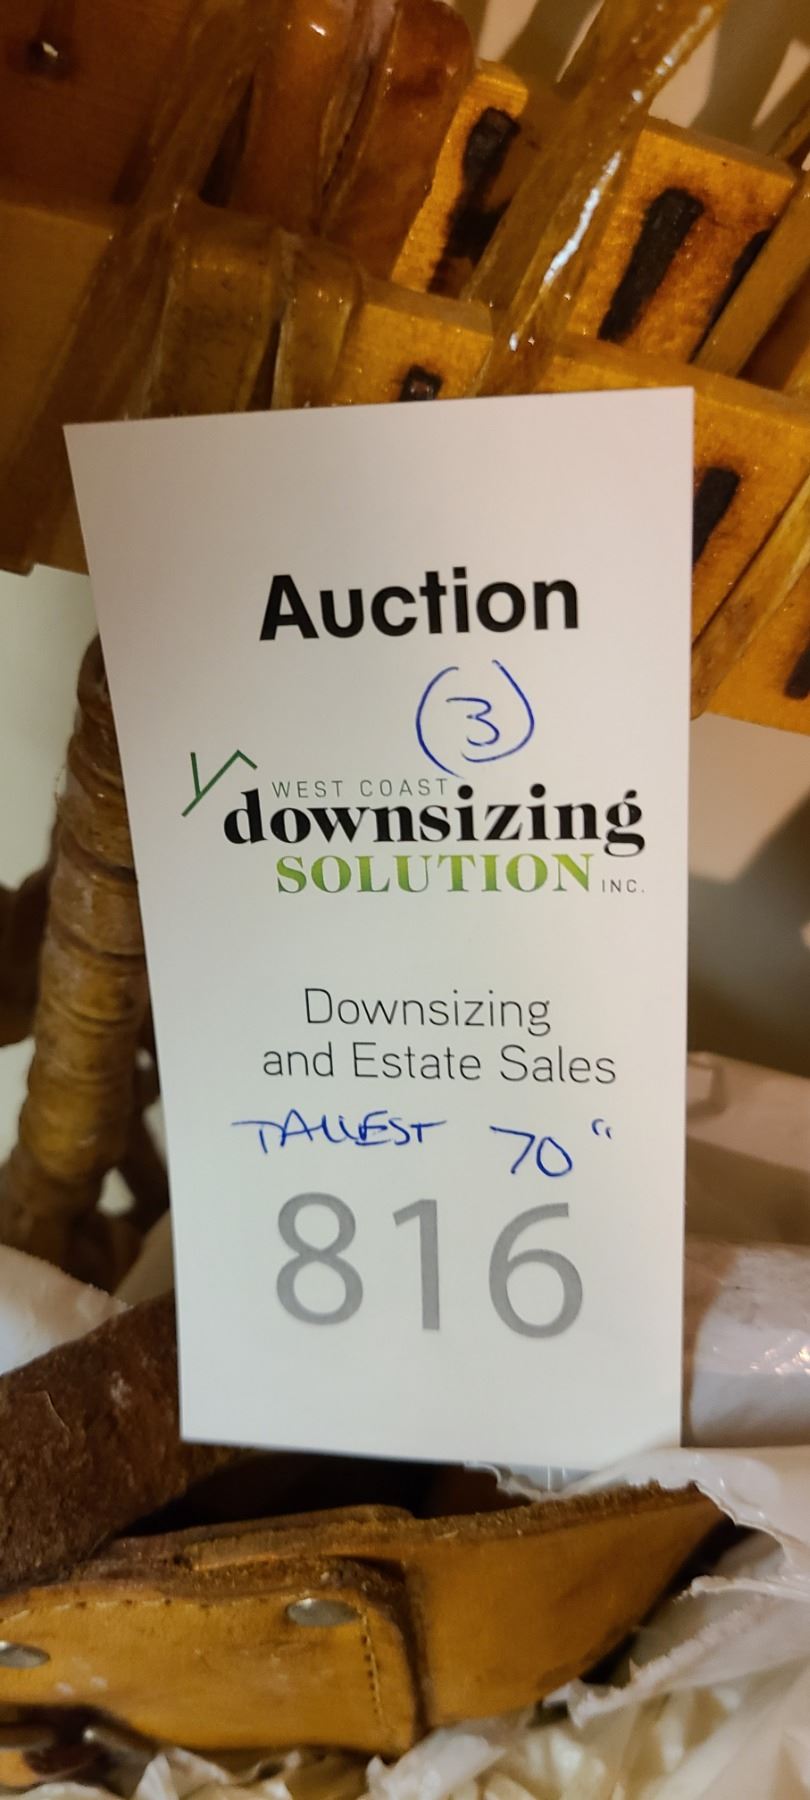 Auction
(3)
WEST COAST
downsizing
SOLUTION INC.
Downsizing
and Estate Sales
TALLEST 70"
816